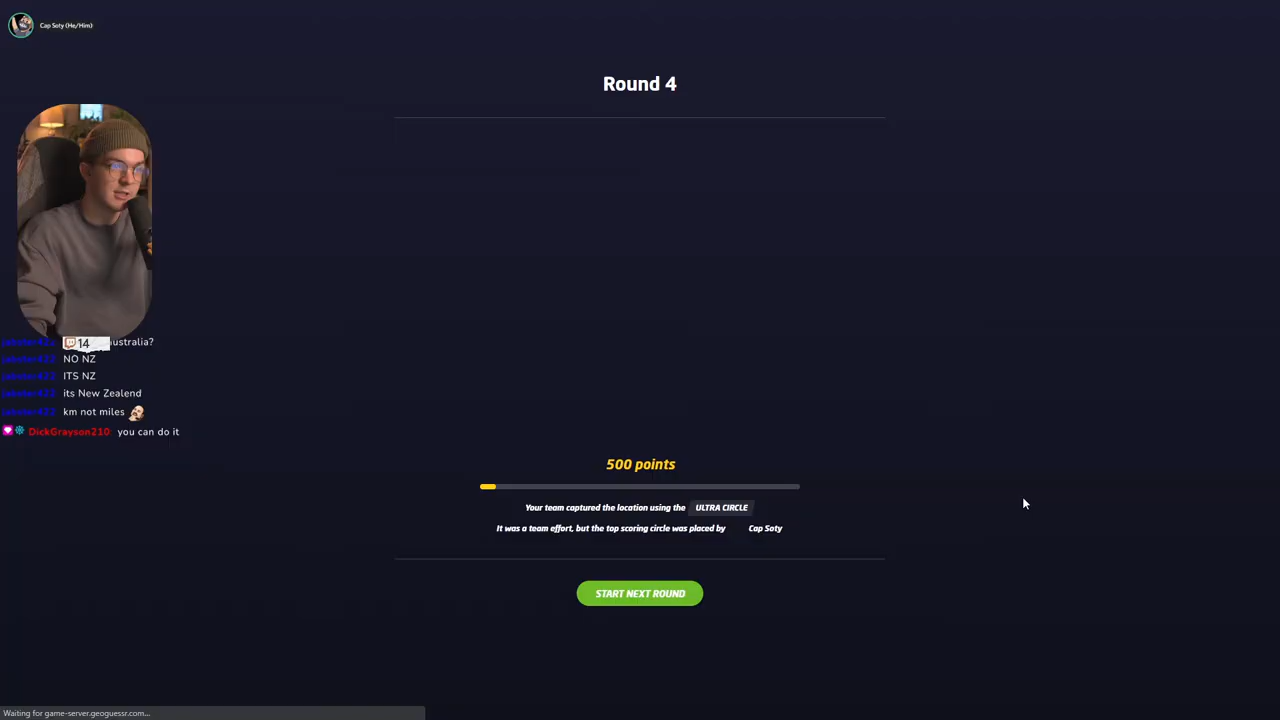 Cap Soty (He/Him)
Round 4
14 ustralia?
NO NZ
ITS NZ
its New Zealend
km not miles
DickGrayson210 you can do it
500 points
Your team captured the location using the ULTRA CIRCLE
It was a team effort, but the top scoring circle was placed by Cap Soty
START NEXT ROUND
Waiting for game-server.geoguessr.com...